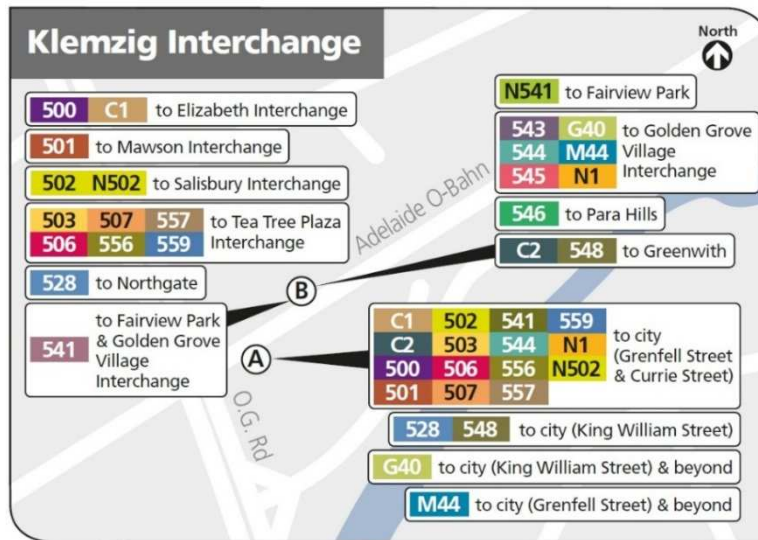 Klemzig Interchange
North
500 C1 to Elizabeth Interchange
501 to Mawson Interchange
502 N502 to Salisbury Interchange
503 507 557 to Tea Tree Plaza
506 556 559 Interchange
528 to Northgate
541 to Fairview Park
& Golden Grove
Village
Interchange
N541 to Fairview Park
543 G40 to Golden Grove
544 M44 Village
545 N1 Interchange
546 to Para Hills
C2 548 to Greenwith
Adelaide O-Bahn
B
A
O.G. Rd
C1 502 541 559 to city
C2 503 544 N1 (Grenfell Street
500 506 556 N502 & Currie Street)
501 507 557
528 548 to city (King William Street)
G40 to city (King William Street) & beyond
M44 to city (Grenfell Street) & beyond